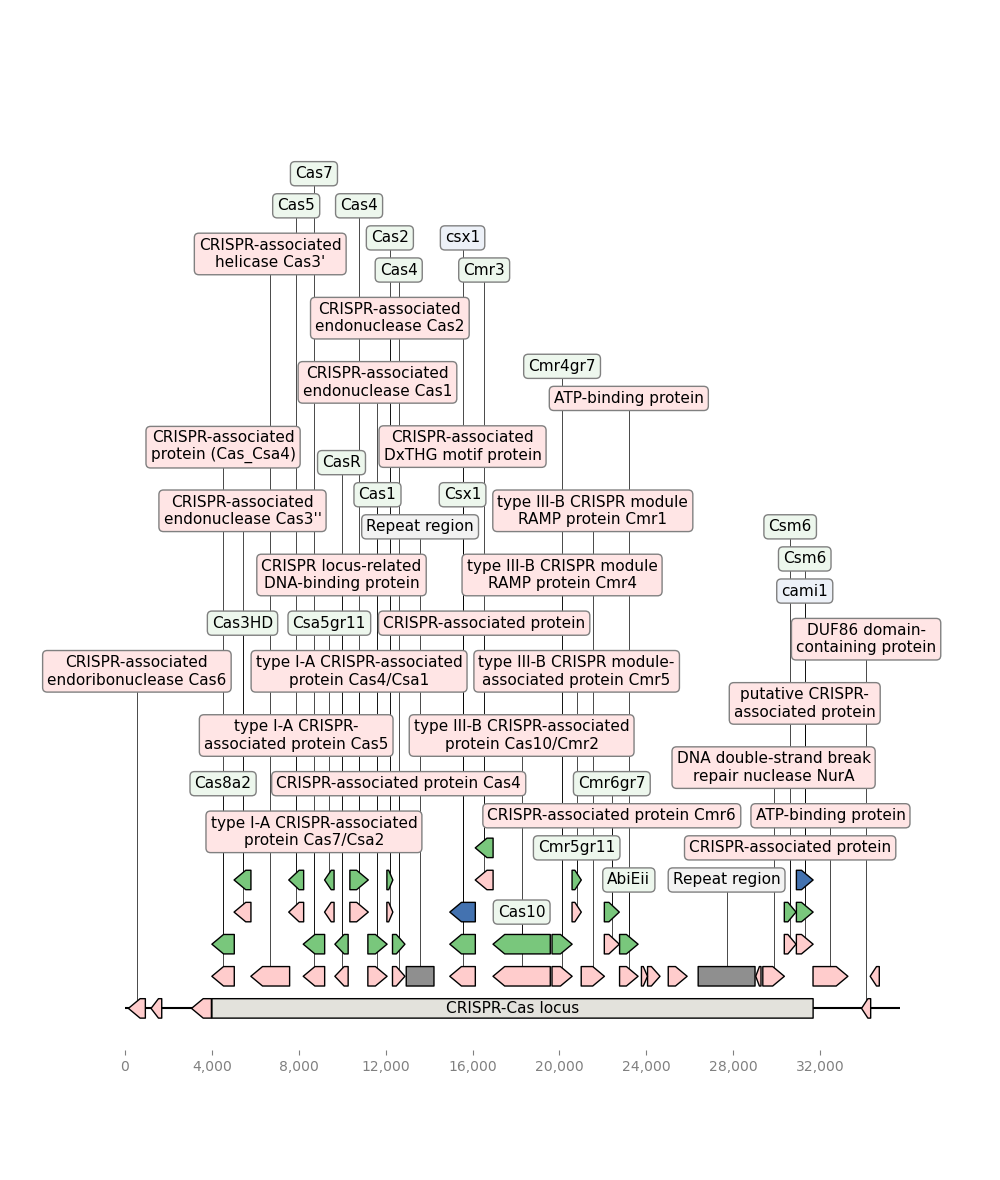 Cas7
Cas5
Cas4
Cas2
csx1
CRISPR-associated
helicase Cas3'
Cas4
Cmr3
CRISPR-associated
endonuclease Cas2
Cmr4gr7
CRISPR-associated
endonuclease Cas1
ATP-binding protein
CRISPR-associated
protein (Cas_Csa4)
CasR
CRISPR-associated
DxTHG motif protein
Cas1
Csx1
CRISPR-associated
endonuclease Cas3''
Repeat region
type III-B CRISPR module
RAMP protein Cmr1
Csm6
Csm6
CRISPR locus-related
DNA-binding protein
type III-B CRISPR module
RAMP protein Cmr4
cami1
Cas3HD
Csa5gr11
CRISPR-associated protein
DUF86 domain-
containing protein
CRISPR-associated
endoribonuclease Cas6
type I-A CRISPR-associated
protein Cas4/Csa1
type III-B CRISPR module-
associated protein Cmr5
putative CRISPR-
associated protein
type I-A CRISPR-
associated protein Cas5
type III-B CRISPR-associated
protein Cas10/Cmr2
DNA double-strand break
repair nuclease NurA
Cas8a2
CRISPR-associated protein Cas4
Cmr6gr7
type I-A CRISPR-associated
protein Cas7/Csa2
CRISPR-associated protein Cmr6
ATP-binding protein
Cmr5gr11
CRISPR-associated protein
AbiEii
Repeat region
Cas10
CRISPR-Cas locus
0
4,000
8,000
12,000
16,000
20,000
24,000
28,000
32,000